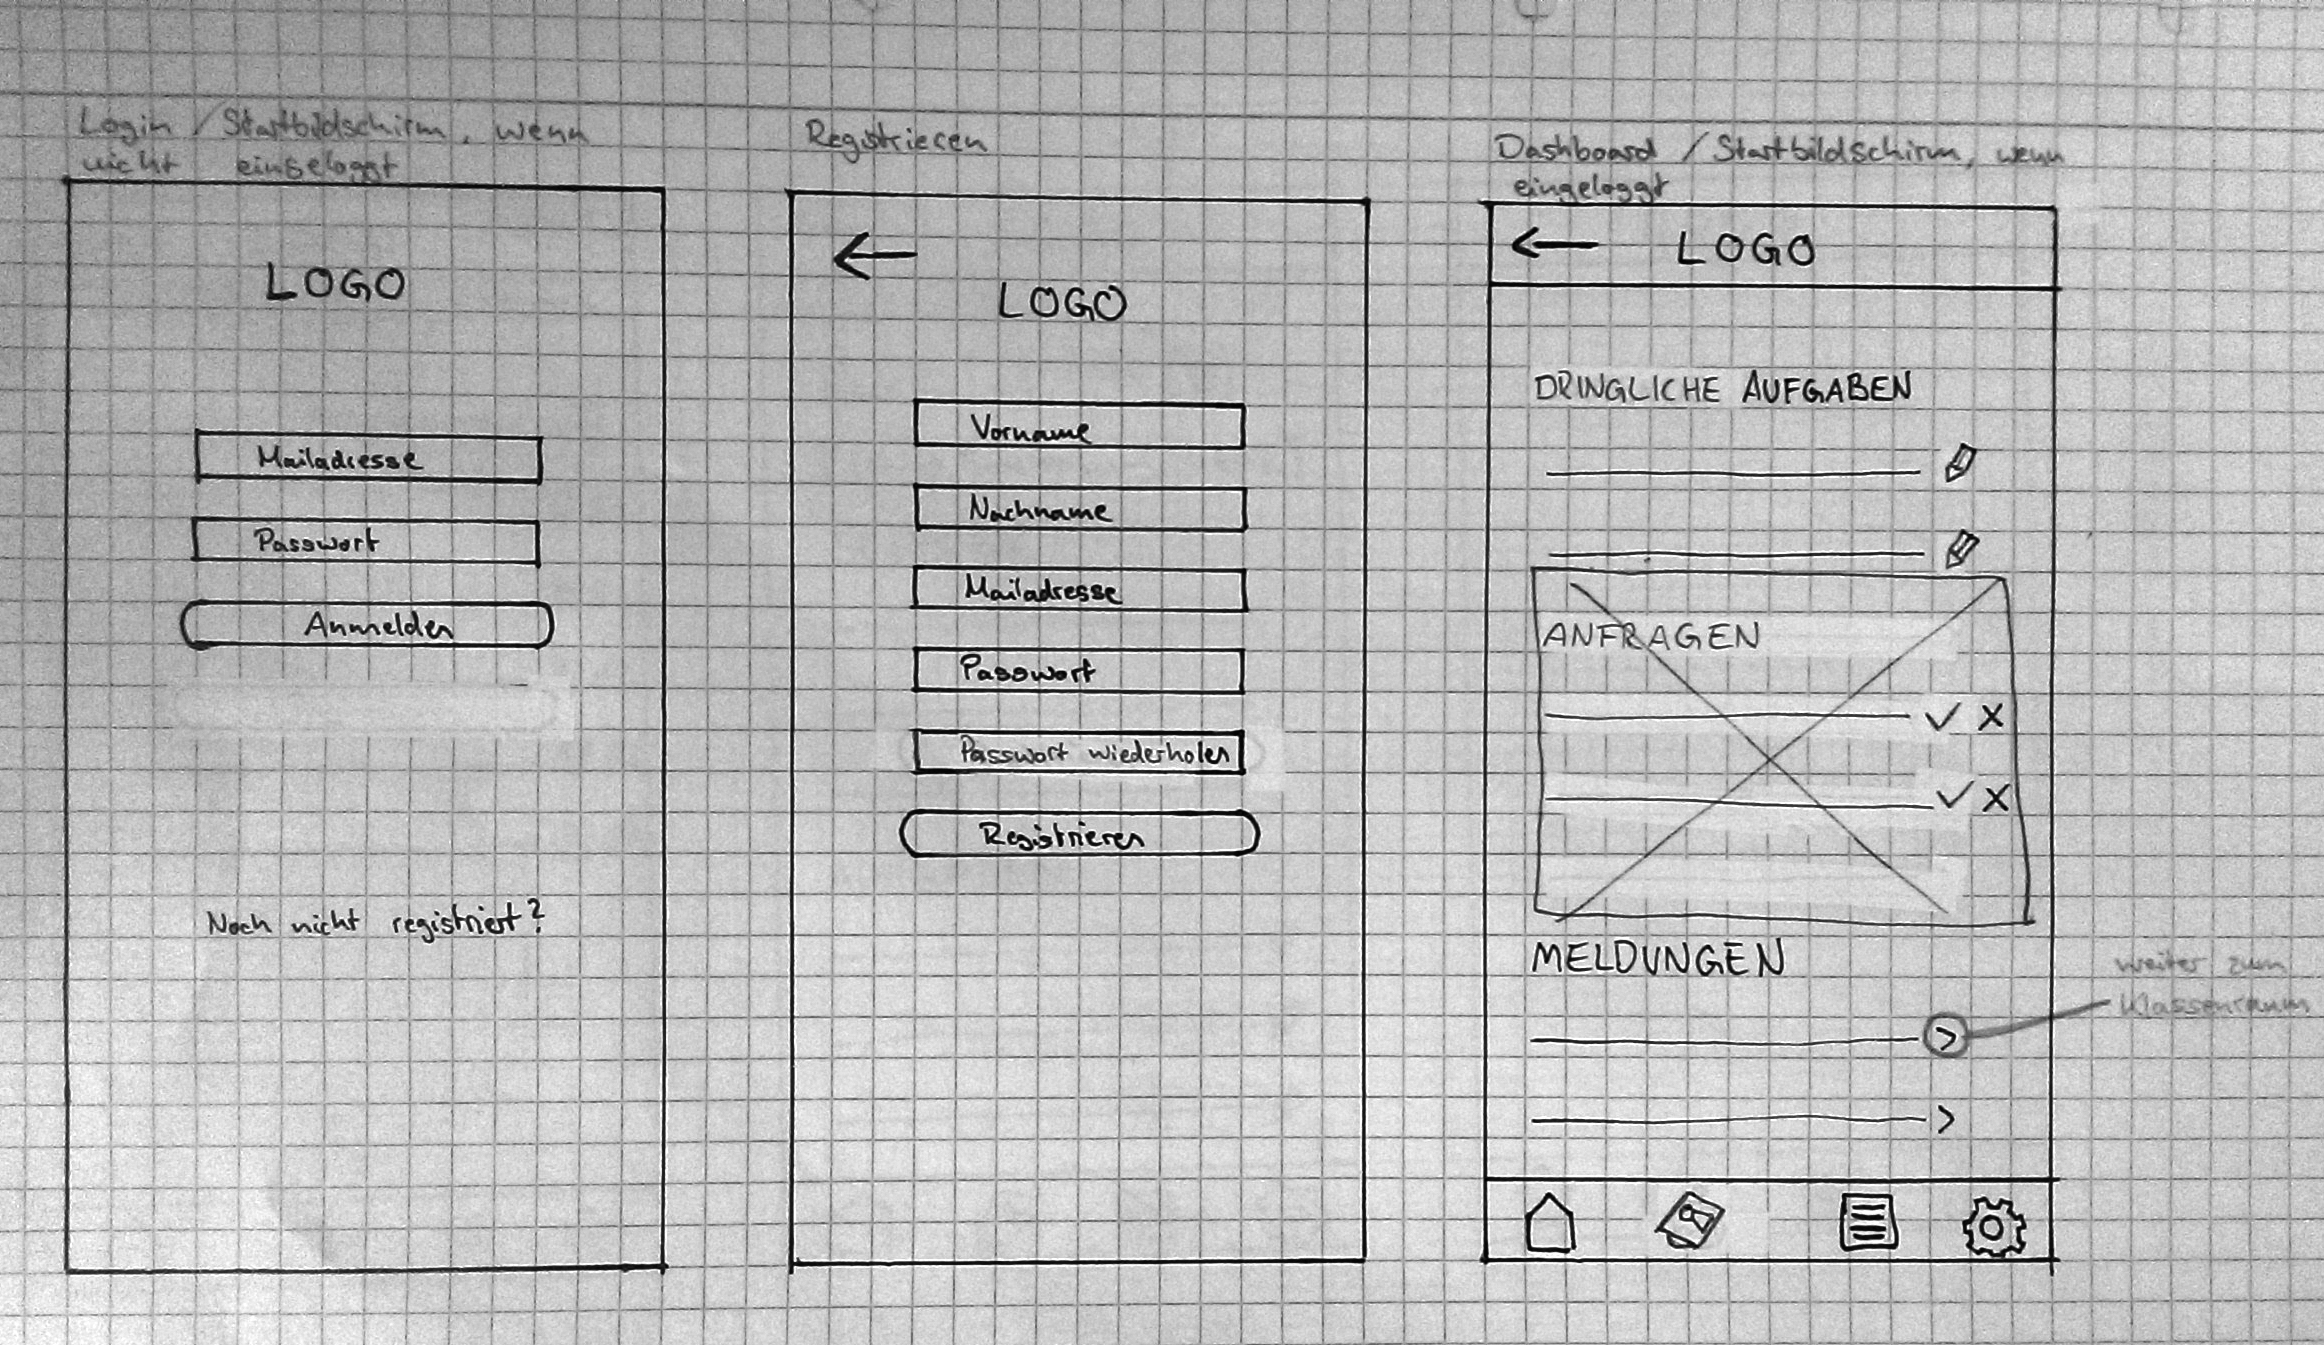 Login / Startbildschirm, wenn
nicht eingeloggt
LOGO
Mailadresse
Passwort
Anmelden
Noch nicht registriert?
Registrieren
LOGO
Vorname
Nachname
Mailadresse
Passwort
Passwort wiederholen
Registrieren
Dashboard / Startbildschirm, wenn
eingeloggt
LOGO
DRINGLICHE AUFGABEN
ANFRAGEN
MELDUNGEN
weiter zum
Klassenraum